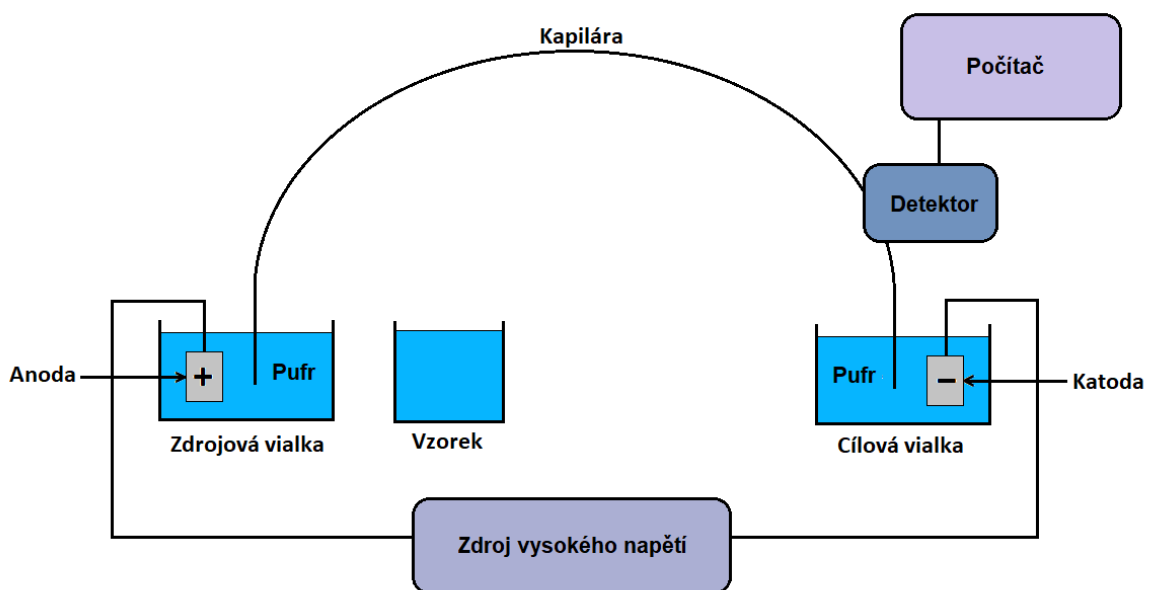 Kapilára
Počítač
Detektor
Anoda
+
Pufr
Zdrojová vialka
Vzorek
Pufr
−
Katoda
Cílová vialka
Zdroj vysokého napětí